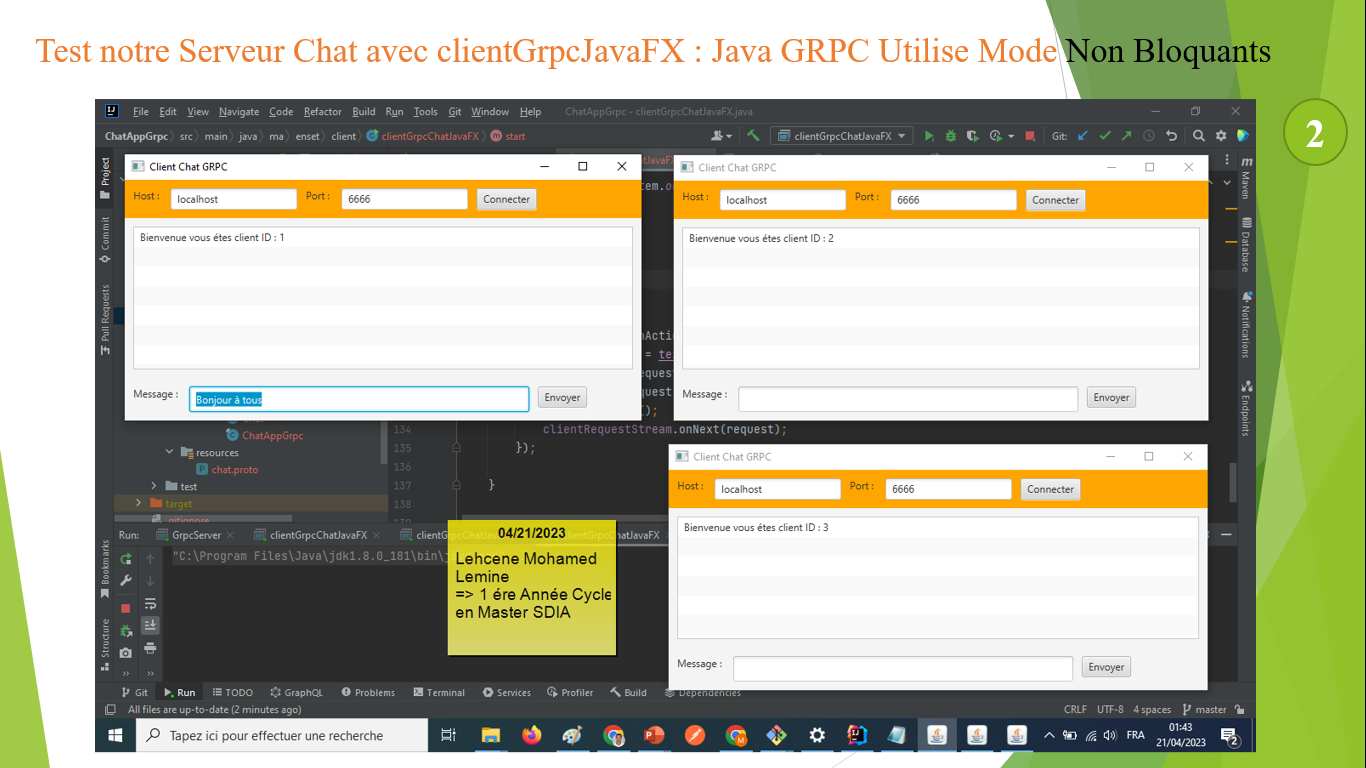 Test notre Serveur Chat avec clientGrpcJavaFX : Java GRPC Utilise Mode Non Bloquants
2
File Edit View Navigate Code Refactor Build Run Tools Git Window Help ChatAppGrpc - clientGrpcChatJavaFX.java
ChatAppGrpc src main java ma enset client clientGrpcChatJavaFX start
clientGrpcChatJavaFX Git:
Project
Commit
Pull Requests
Bookmarks
Structure
Maven
Database
Notifications
Endpoints
Client Chat GRPC
Host : localhost Port : 6666 Connecter
Bienvenue vous étes client ID : 1
Message : Bonjour à tous Envoyer
Client Chat GRPC
Host : localhost Port : 6666 Connecter
Bienvenue vous étes client ID : 2
Message : Envoyer
134 clientRequestStream.onNext(request);
135 });
136
137 }
138
ChatAppGrpc
resources
chat.proto
test
target
.gitignore
Client Chat GRPC
Host : localhost Port : 6666 Connecter
Bienvenue vous étes client ID : 3
Message : Envoyer
Run: GrpcServer clientGrpcChatJavaFX
"C:\Program Files\Java\jdk1.8.0_181\bin\
04/21/2023
Lehcene Mohamed
Lemine
=> 1 ére Année Cycle
en Master SDIA
Git Run TODO GraphQL Problems Terminal Services Profiler Build Dependencies
All files are up-to-date (2 minutes ago) CRLF UTF-8 4 spaces master
Tapez ici pour effectuer une recherche
FRA
01:43
21/04/2023
2